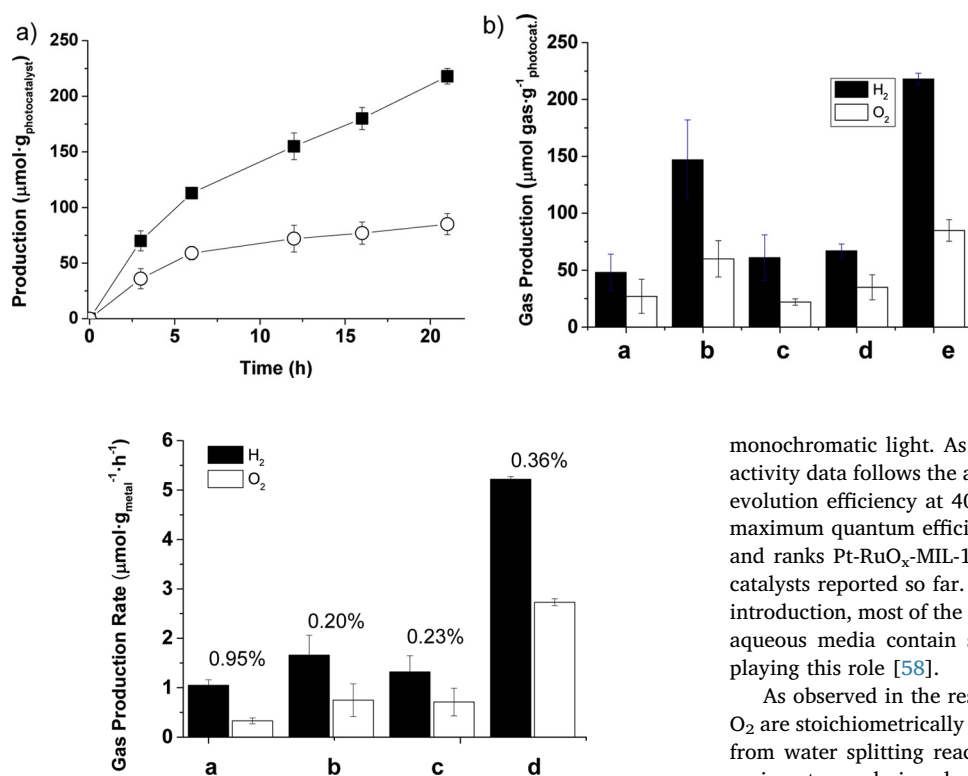 a)
Production (μmol·g_photocatalyst)
250
200
150
100
50
0
0 5 10 15 20
Time (h)
b)
Gas Production (μmol gas·g⁻¹ photocat.)
250
200
150
100
50
0
H₂
O₂
a b c d e
Gas Production Rate (μmol·g_metal⁻¹·h⁻¹)
6
5
4
3
2
1
0
H₂
O₂
0.95%
0.20%
0.23%
0.36%
a b c d
monochromatic light. As
activity data follows the a
evolution efficiency at 40
maximum quantum effici
and ranks Pt-RuOₓ-MIL-1
catalysts reported so far.
introduction, most of the
aqueous media contain s
playing this role [58].
As observed in the res
O₂ are stoichiometrically
from water splitting reac